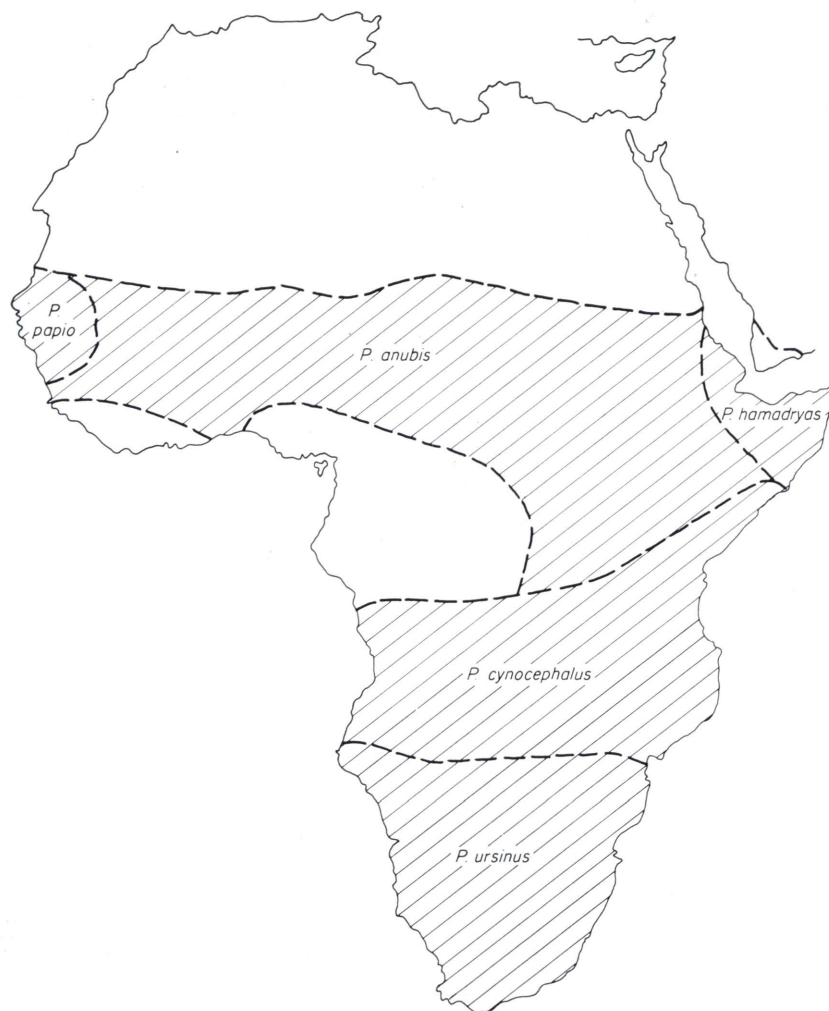 P.
papio
P. anubis
P. hamadryas
P. cynocephalus
P. ursinus